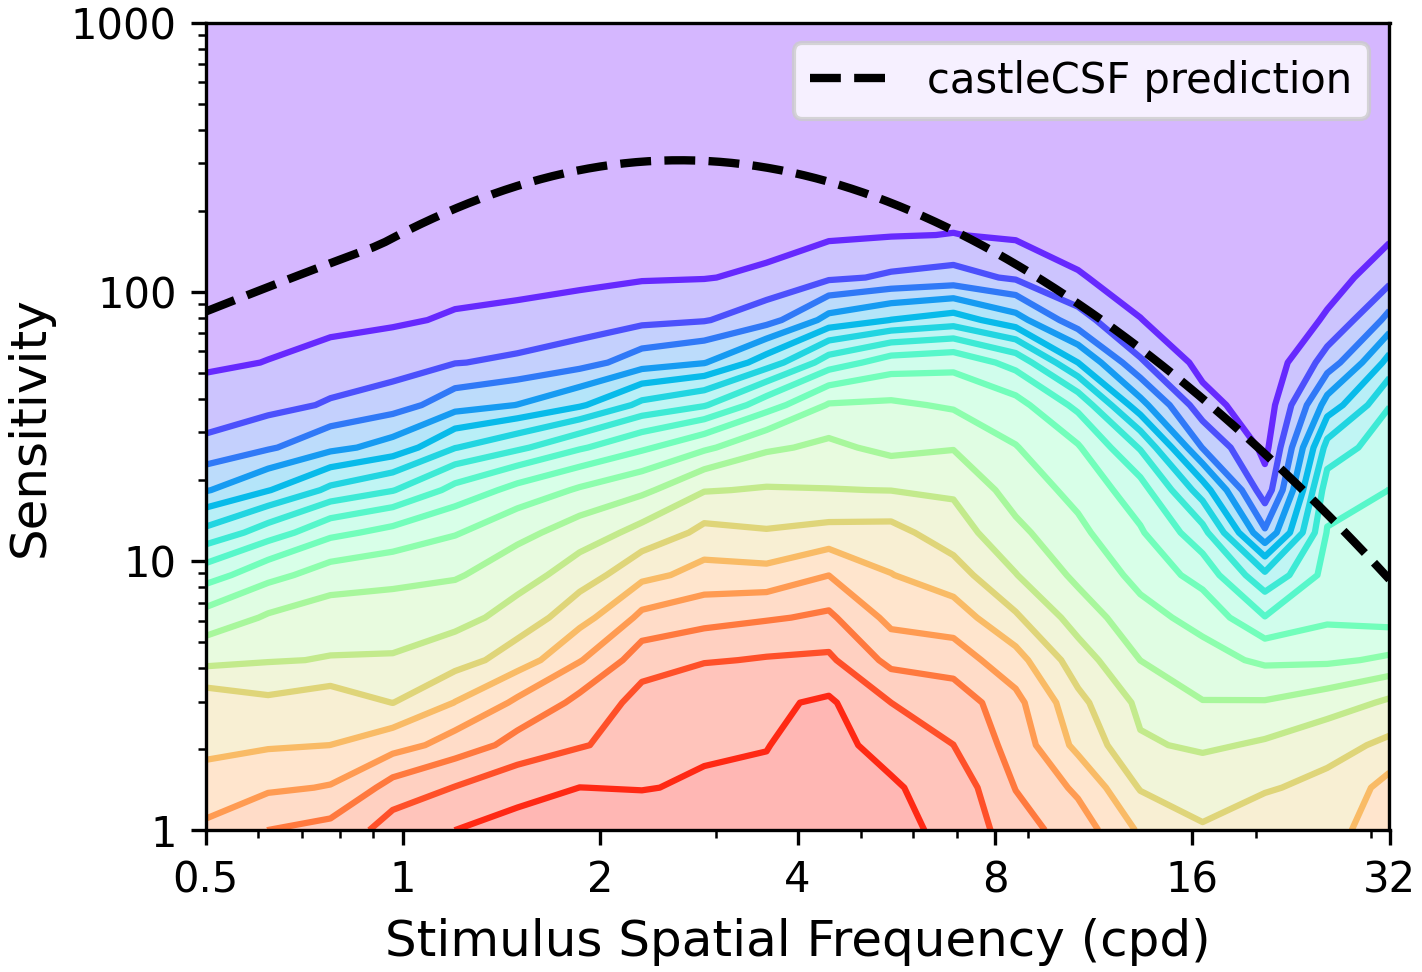 1000
castleCSF prediction
100
Sensitivity
10
1
0.5 1 2 4 8 16 32
Stimulus Spatial Frequency (cpd)